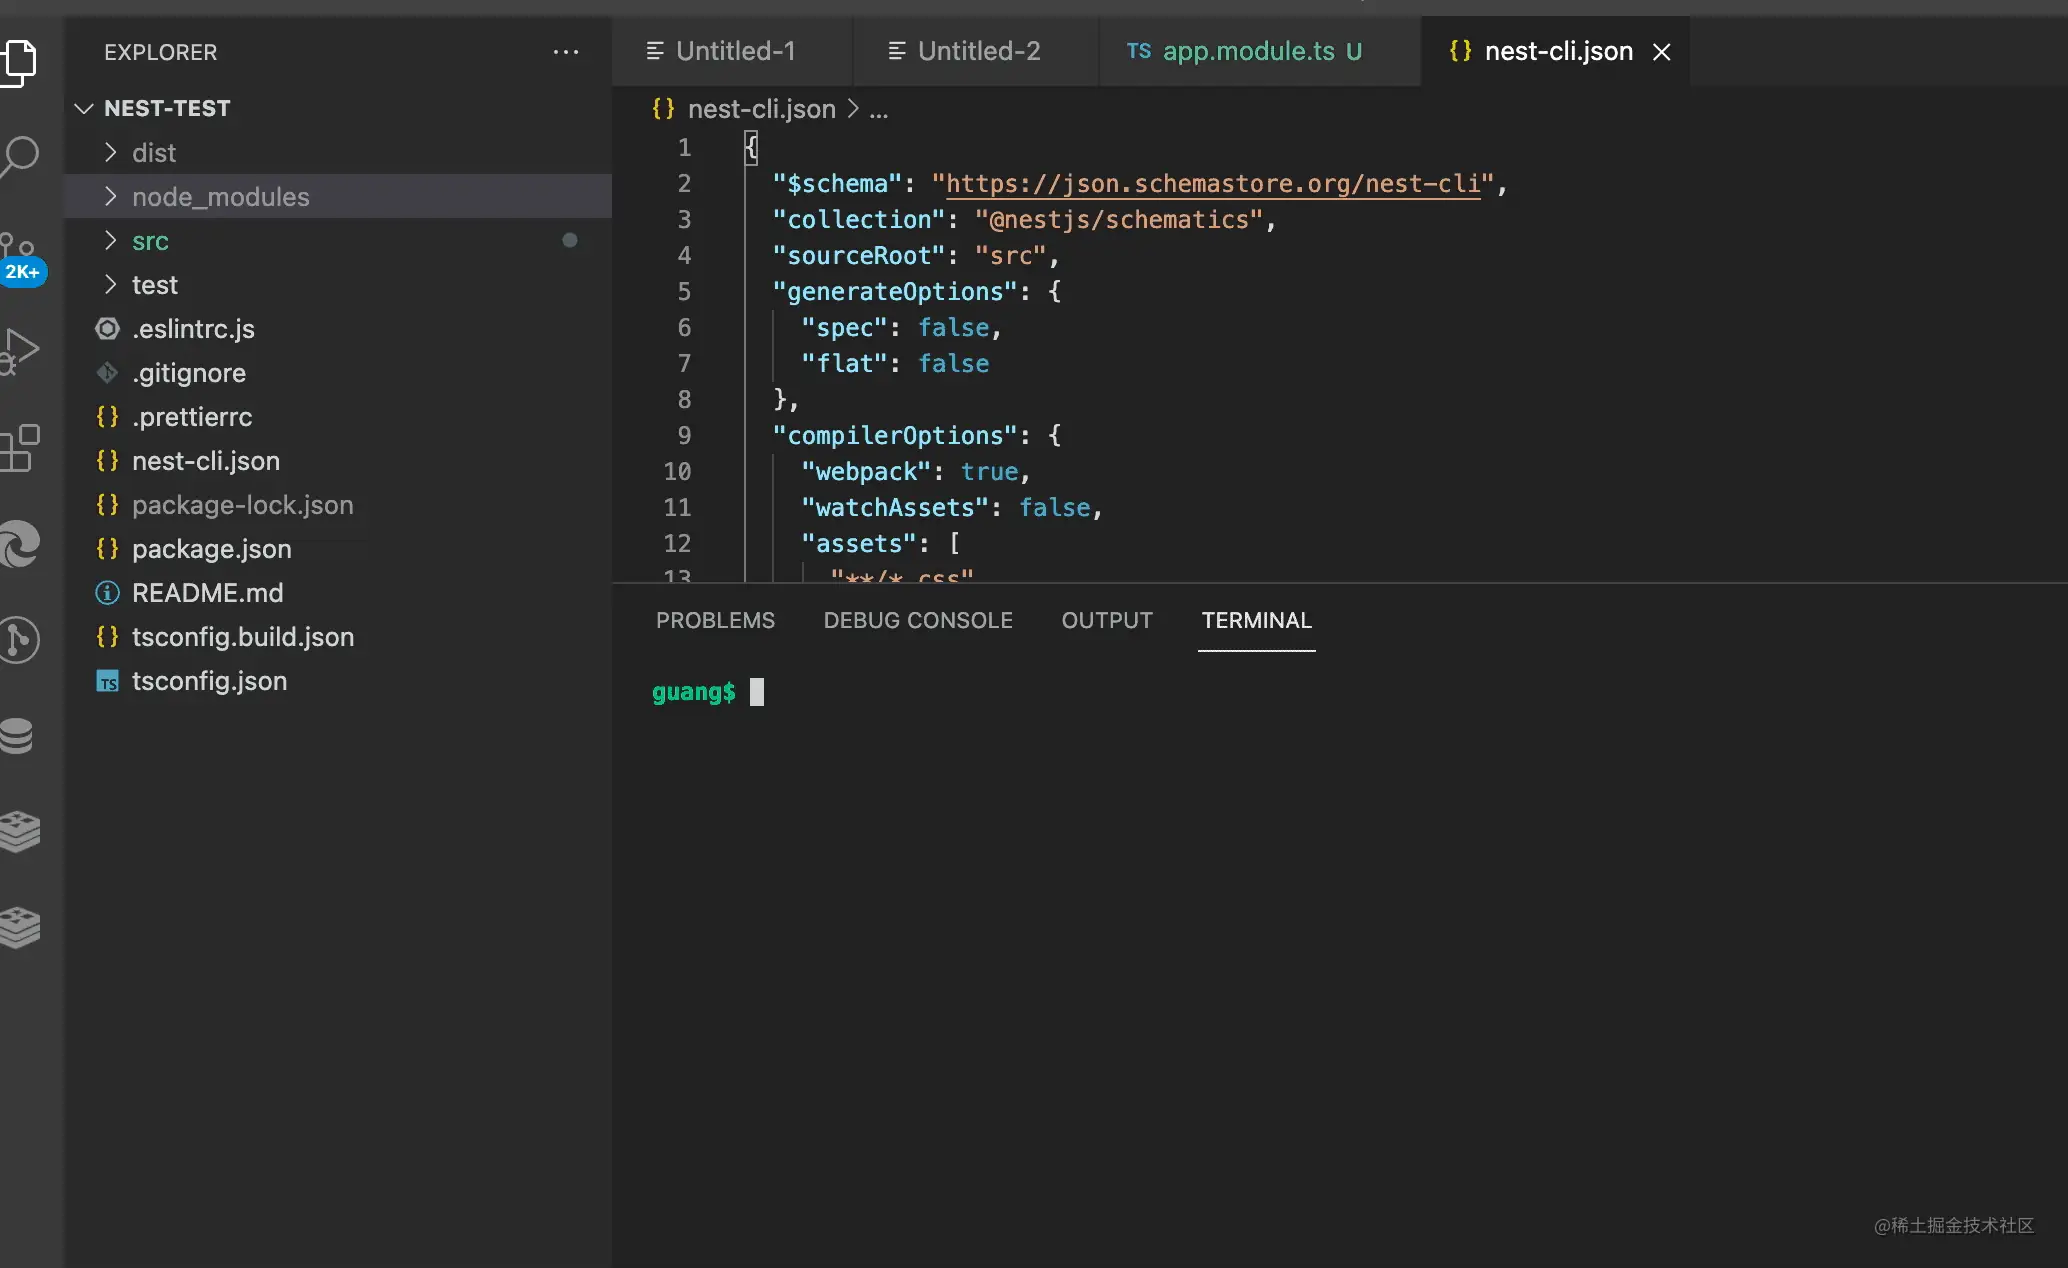 EXPLORER
NEST-TEST
dist
node_modules
src
test
.eslintrc.js
.gitignore
.prettierrc
nest-cli.json
package-lock.json
package.json
README.md
tsconfig.build.json
TS tsconfig.json
2K+
Untitled-1
Untitled-2
TS app.module.ts U
{} nest-cli.json
{} nest-cli.json > ...
1 {
2 "$schema": "https://json.schemastore.org/nest-cli",
3 "collection": "@nestjs/schematics",
4 "sourceRoot": "src",
5 "generateOptions": {
6 "spec": false,
7 "flat": false
8 },
9 "compilerOptions": {
10 "webpack": true,
11 "watchAssets": false,
12 "assets": [
13 "**/*.css"
PROBLEMS DEBUG CONSOLE OUTPUT TERMINAL
guang$
@稀土掘金技术社区